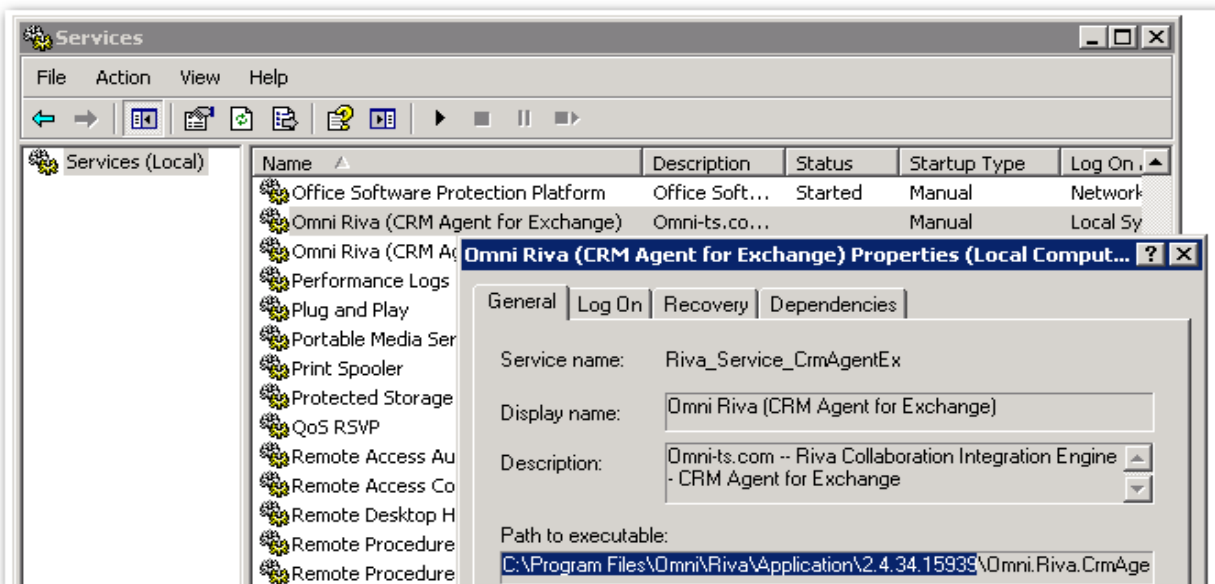 Services
File Action View Help
Services (Local)
Name Description Status Startup Type Log On
Office Software Protection Platform Office Soft... Started Manual Network
Omni Riva (CRM Agent for Exchange) Omni-ts.co... Manual Local Sy
Omni Riva (CRM Ag
Performance Logs
Plug and Play
Portable Media Ser
Print Spooler
Protected Storage
QoS RSVP
Remote Access Au
Remote Access Co
Remote Desktop H
Remote Procedure
Remote Procedure
Omni Riva (CRM Agent for Exchange) Properties (Local Comput...
General Log On Recovery Dependencies
Service name: Riva_Service_CrmAgentEx
Display name: Omni Riva (CRM Agent for Exchange)
Description: Omni-ts.com -- Riva Collaboration Integration Engine
- CRM Agent for Exchange
Path to executable:
C:\Program Files\Omni\Riva\Application\2.4.34.15939\Omni.Riva.CrmAge